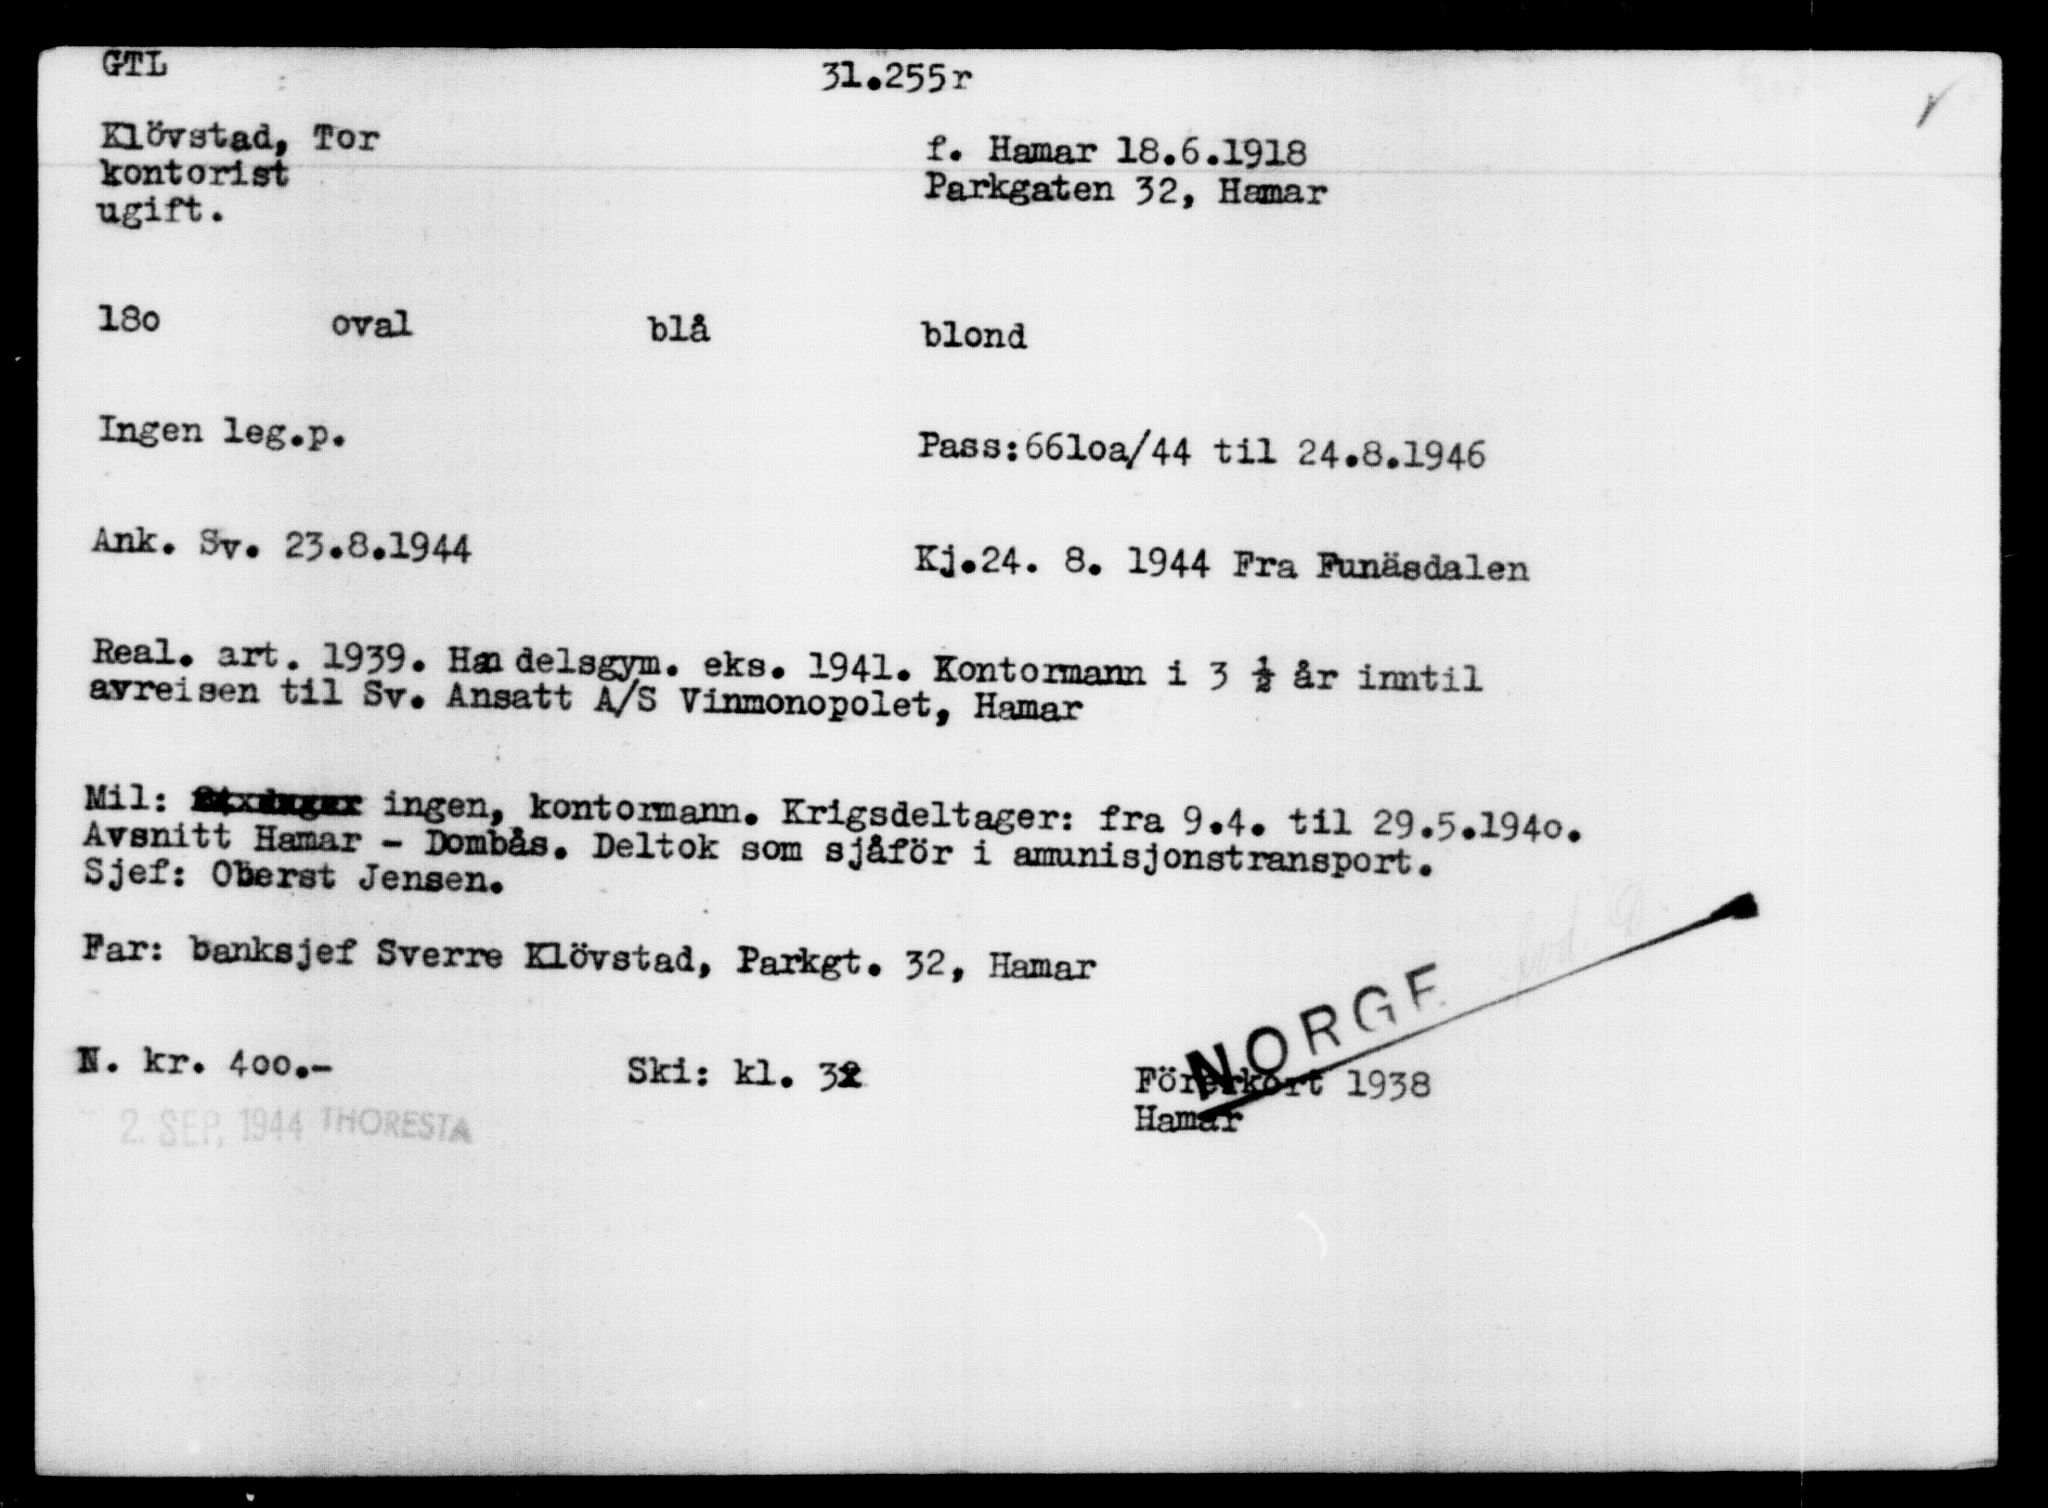 GTL 31.255r
Klövstad, Tor f. Hamar 18.6.1918
kontorist Parkgaten 32, Hamar
ugift.
18o oval blå blond
Ingen leg.p. Pass:661oa/44 til 24.8.1946
Ank. Sv. 23.8.1944 Kj.24. 8. 1944 Fra Funäsdalen
Real. art. 1939. Handelsgym. eks. 1941. Kontormann i 3 ½ år inntil
avreisen til Sv. Ansatt A/S Vinmonopolet, Hamar
Mil: ingen, kontormann. Krigsdeltager: fra 9.4. til 29.5.194o.
Avsnitt Hamar - Dombås. Deltok som sjåför i amunisjonstransport.
Sjef: Oberst Jensen.
Far: banksjef Sverre Klövstad, Parkgt. 32, Hamar
NORGE
N. kr. 4oo.- Ski: kl. Förerkort 1938
Hamar
2. SEP. 1944 THORESTA